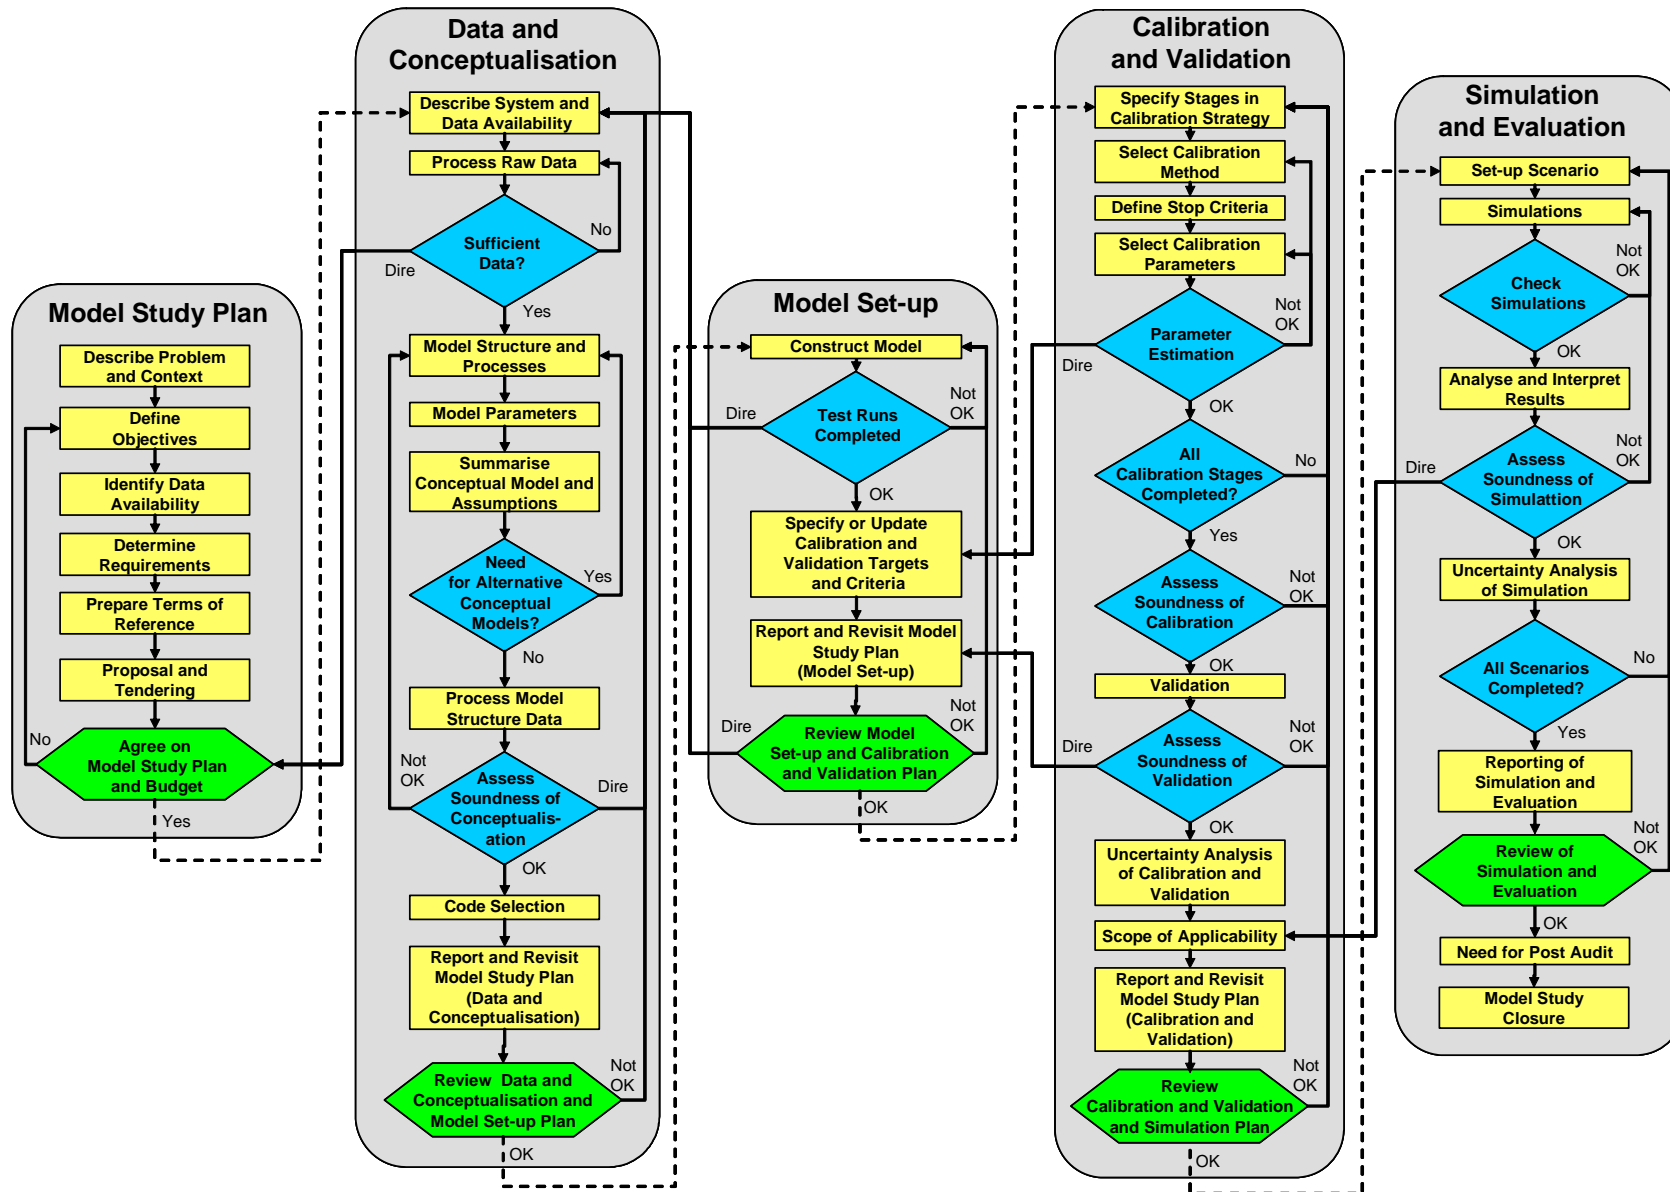 Model Study Plan
Describe Problem
and Context
Define
Objectives
Identify Data
Availability
Determine
Requirements
Prepare Terms of
Reference
Proposal and
Tendering
No
Agree on
Model Study Plan
and Budget
Yes
Data and
Conceptualisation
Describe System and
Data Availability
Process Raw Data
No
Sufficient
Data?
Dire
Yes
Model Structure and
Processes
Model Parameters
Summarise
Conceptual Model and
Assumptions
Need
for Alternative
Conceptual
Models?
Yes
No
Process Model
Structure Data
Not
OK
Assess
Soundness of
Conceptualis-
ation
Dire
OK
Code Selection
Report and Revisit
Model Study Plan
(Data and
Conceptualisation)
Not
OK
Review  Data and
Conceptualisation and
Model Set-up Plan
OK
Model Set-up
Construct Model
Dire
Test Runs
Completed
Not
OK
OK
Specify or Update
Calibration and
Validation Targets
and Criteria
Report and Revisit Model
Study Plan
(Model Set-up)
Not
OK
Dire
Review Model
Set-up and Calibration
and Validation Plan
OK
Calibration
and Validation
Specify Stages in
Calibration Strategy
Select Calibration
Method
Define Stop Criteria
Select Calibration
Parameters
Not
OK
Parameter
Estimation
Dire
OK
All
Calibration Stages
Completed?
No
Yes
Assess
Soundness of
Calibration
Not
OK
OK
Validation
Dire
Assess
Soundness of
Validation
Not
OK
OK
Uncertainty Analysis
of Calibration and
Validation
Scope of Applicability
Report and Revisit
Model Study Plan
(Calibration and
Validation)
Not
OK
Review
Calibration and Validation
and Simulation Plan
OK
Simulation
and Evaluation
Set-up Scenario
Simulations
Not
OK
Check
Simulations
OK
Analyse and Interpret
Results
Not
OK
Dire
Assess
Soundness of
Simulattion
OK
Uncertainty Analysis
of Simulation
All Scenarios
Completed?
No
Yes
Reporting of
Simulation and
Evaluation
Not
OK
Review of
Simulation and
Evaluation
OK
Need for Post Audit
Model Study
Closure